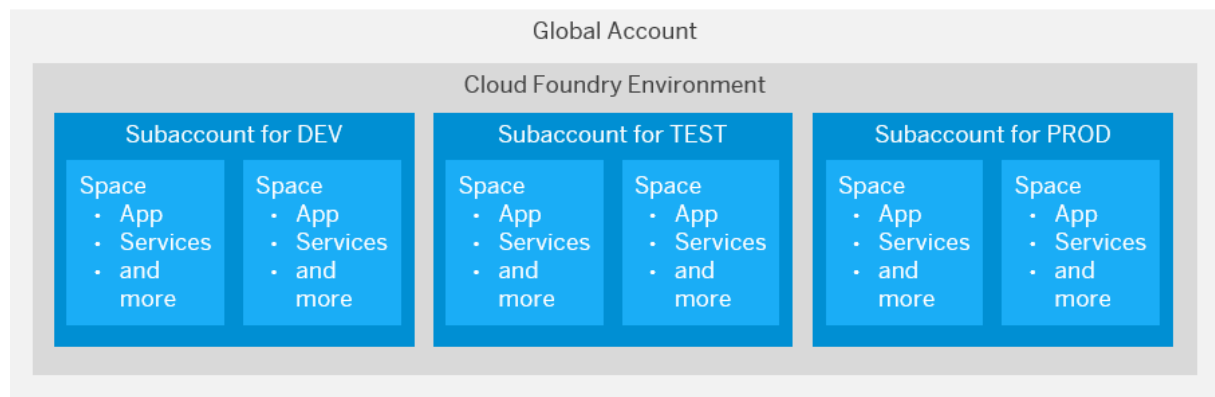 Global Account
Cloud Foundry Environment
Subaccount for DEV
Space
• App
• Services
• and
more
Space
• App
• Services
• and
more
Subaccount for TEST
Space
• App
• Services
• and
more
Space
• App
• Services
• and
more
Subaccount for PROD
Space
• App
• Services
• and
more
Space
• App
• Services
• and
more